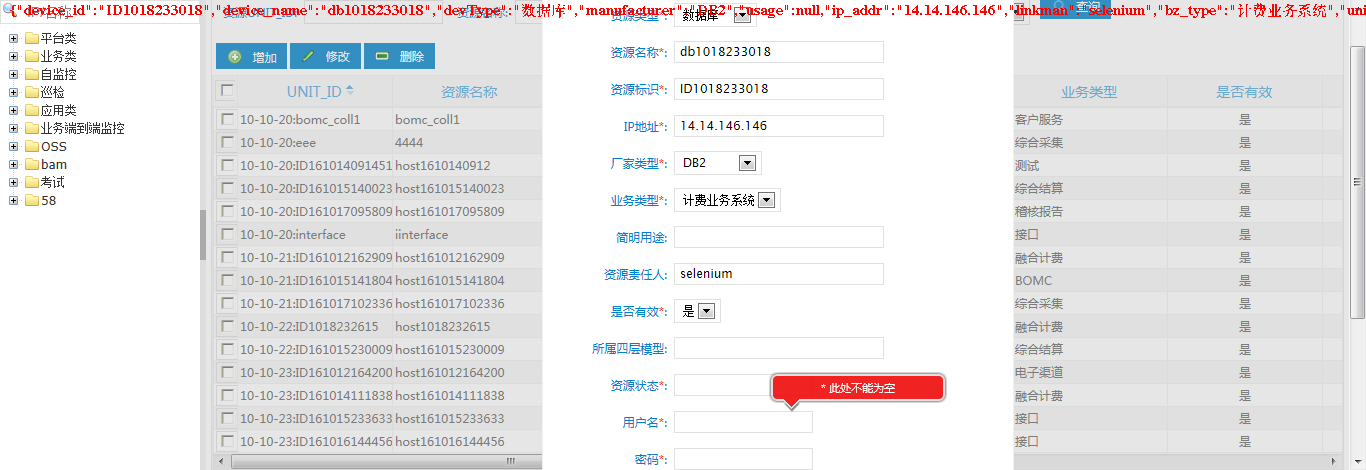 {"device_id":"ID1018233018","device_name":"db1018233018","devType":"数据库","manufacturer":"DB2","usage":null,"ip_addr":"14.14.146.146","linkman":"selenium","bz_type":"计费业务系统","uni
资源类型*: 数据库
查询
平台类
业务类
自监控
巡检
应用类
业务端到端监控
OSS
bam
考试
58
增加 修改 删除
UNIT_ID 资源名称 业务类型 是否有效
10-10-20:bomc_coll1 bomc_coll1 客户服务 是
10-10-20:eee 4444 综合采集 是
10-10-20:ID161014091451 host1610140912 测试 是
10-10-20:ID161015140023 host161015140023 综合结算 是
10-10-20:ID161017095809 host161017095809 稽核报告 是
10-10-20:interface iinterface 接口 是
10-10-21:ID161012162909 host161012162909 融合计费 是
10-10-21:ID161015141804 host161015141804 BOMC 是
10-10-21:ID161017102336 host161017102336 综合采集 是
10-10-22:ID1018232615 host1018232615 融合计费 是
10-10-22:ID161015230009 host161015230009 综合结算 是
10-10-23:ID161012164200 host161012164200 电子渠道 是
10-10-23:ID161014111838 host161014111838 融合计费 是
10-10-23:ID161015233633 host161015233633 接口 是
10-10-23:ID161016144456 host161016144456 接口 是
资源名称*: db1018233018
资源标识*: ID1018233018
IP地址*: 14.14.146.146
厂家类型*: DB2
业务类型*: 计费业务系统
简明用途:
资源责任人: selenium
是否有效*: 是
所属四层模型:
资源状态*:
* 此处不能为空
用户名*:
密码*: